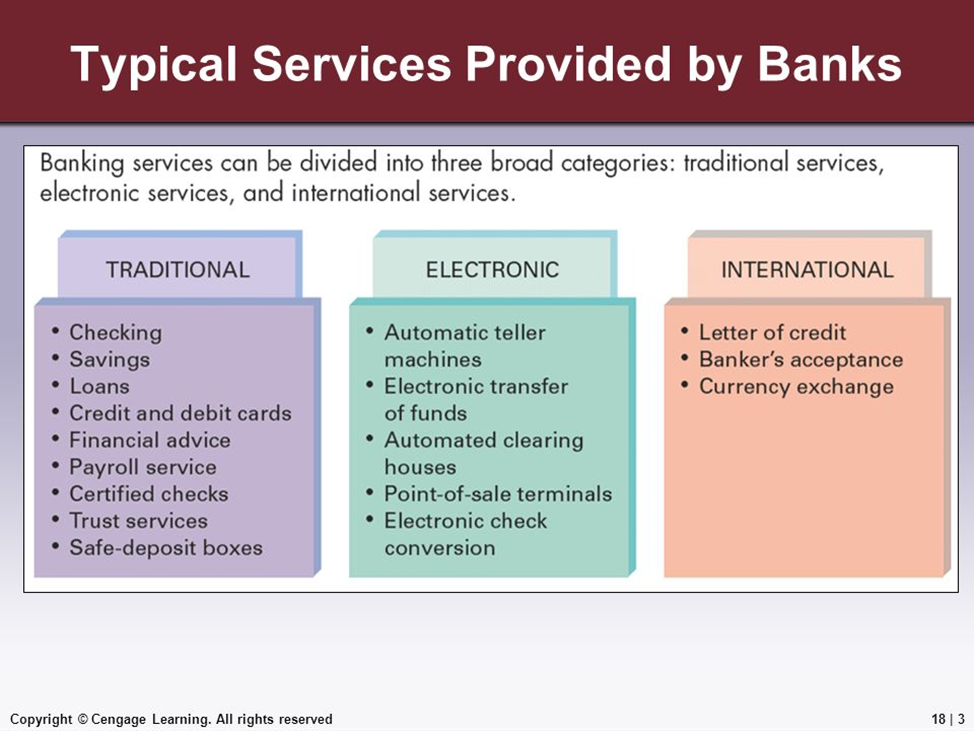 Typical Services Provided by Banks
Banking services can be divided into three broad categories: traditional services,
electronic services, and international services.
TRADITIONAL
• Checking
• Savings
• Loans
• Credit and debit cards
• Financial advice
• Payroll service
• Certified checks
• Trust services
• Safe-deposit boxes
ELECTRONIC
• Automatic teller
machines
• Electronic transfer
of funds
• Automated clearing
houses
• Point-of-sale terminals
• Electronic check
conversion
INTERNATIONAL
• Letter of credit
• Banker’s acceptance
• Currency exchange
Copyright © Cengage Learning. All rights reserved
18 | 3